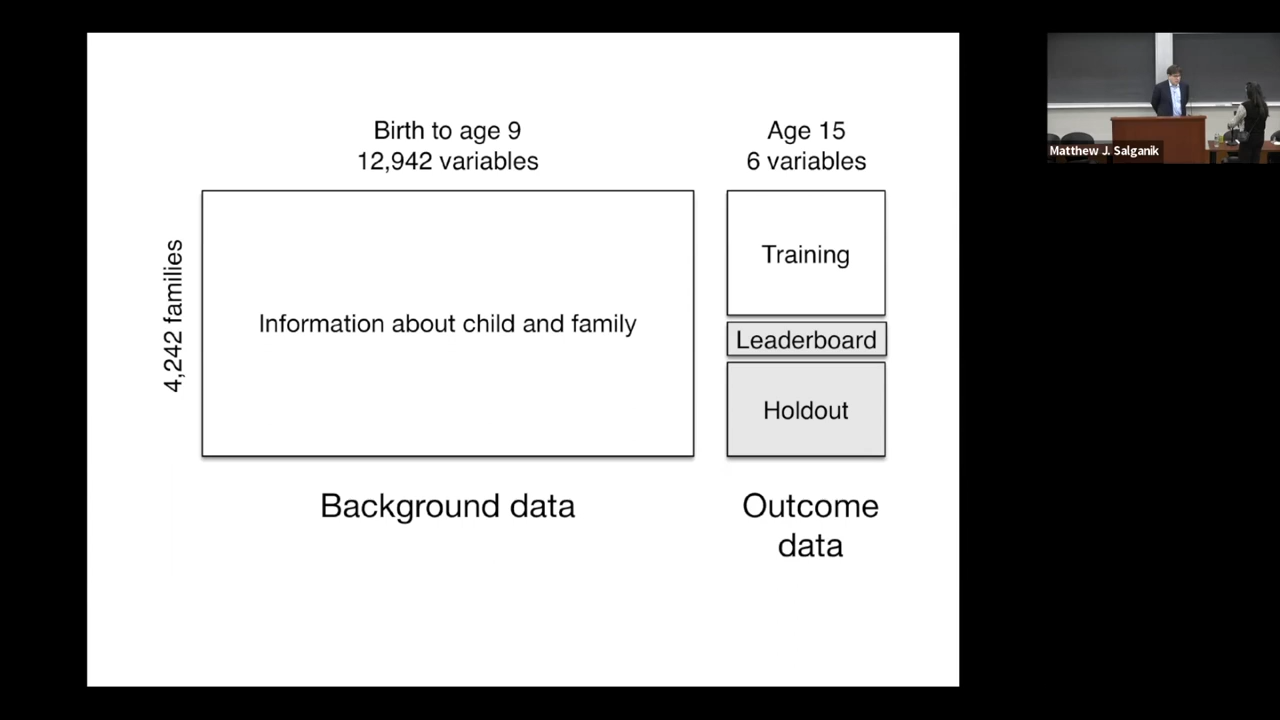 Birth to age 9
12,942 variables
Age 15
6 variables
4,242 families
Information about child and family
Training
Leaderboard
Holdout
Background data
Outcome
data
Matthew J. Salganik